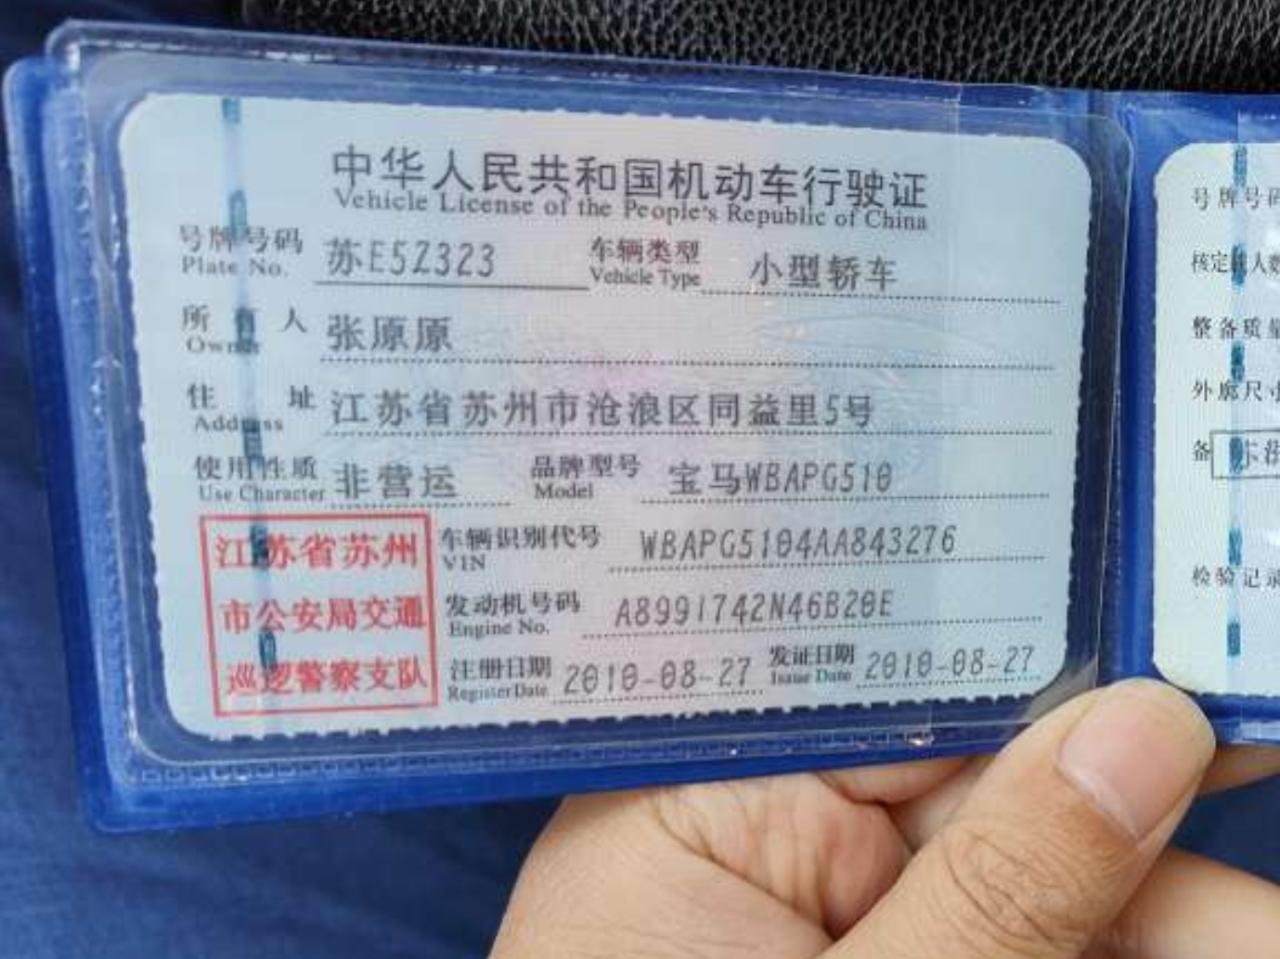 中华人民共和国机动车行驶证
Vehicle License of the People's Republic of China
号牌号码 苏E5Z323 车辆类型 小型轿车
Plate No. Vehicle Type
所有人 张原原
Owner
住址 江苏省苏州市沧浪区同益里5号
Address
使用性质 非营运 品牌型号 宝马WBAPG510
Use Character Model
江苏省苏州
市公安局交通
巡逻警察支队
车辆识别代号 WBAPG5104AA843276
VIN
发动机号码 A8991742N46B20E
Engine No.
注册日期 2010-08-27 发证日期 2010-08-27
Register Date Issue Date
号牌号码
核定载人数
整备质量
外廓尺寸
备
检验记录